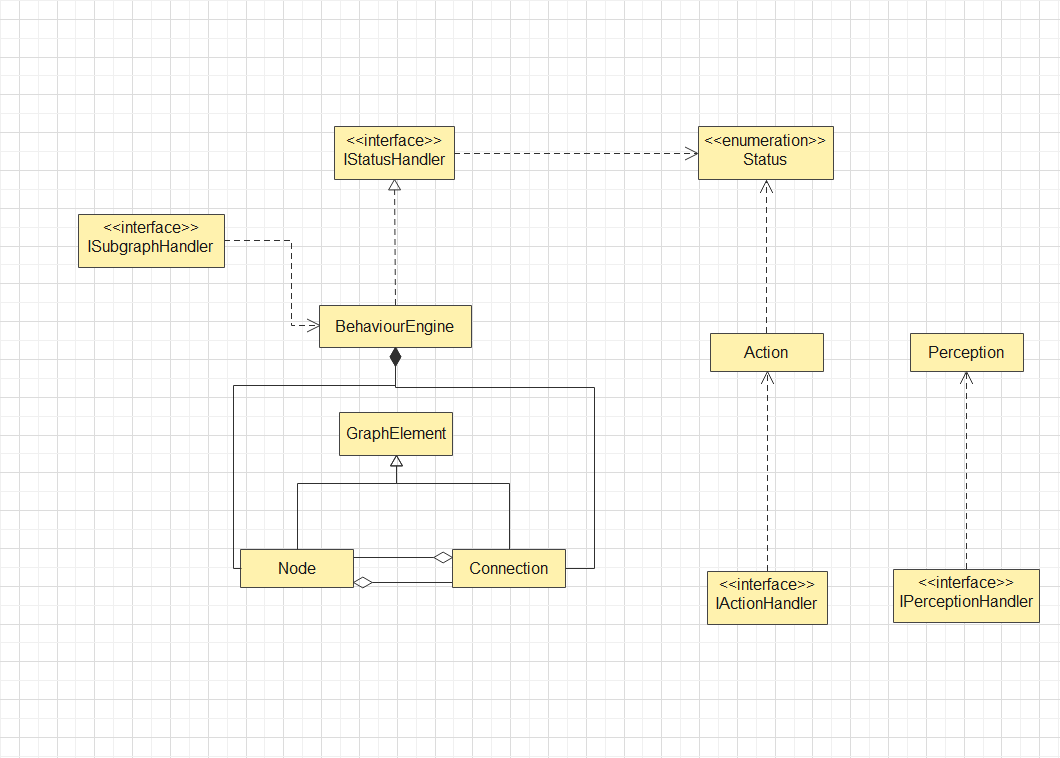 <<interface>>
IStatusHandler
<<enumeration>>
Status
<<interface>>
ISubgraphHandler
BehaviourEngine
Action
Perception
GraphElement
Node
Connection
<<interface>>
IActionHandler
<<interface>>
IPerceptionHandler